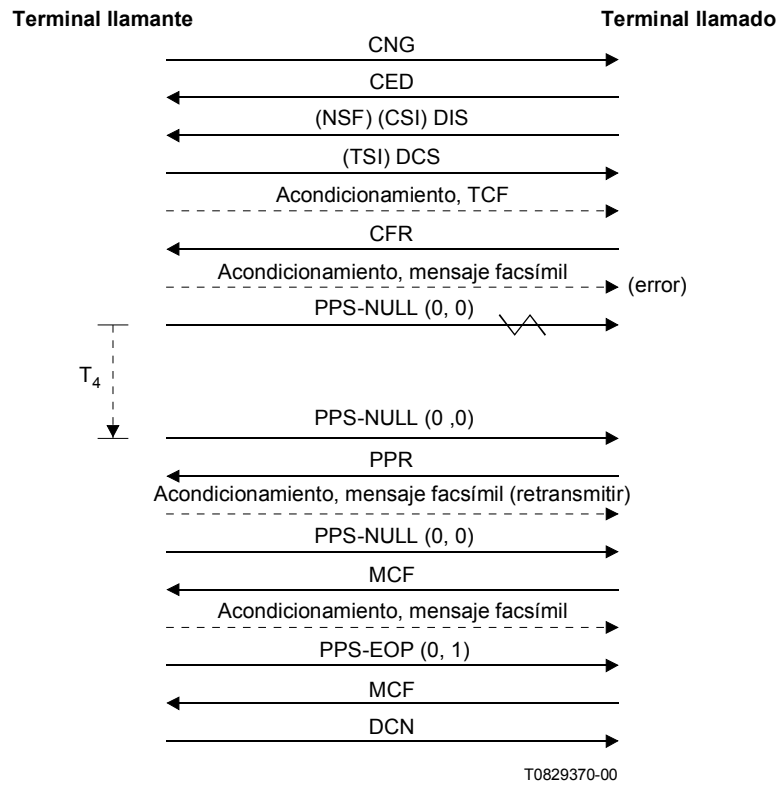 Terminal llamante
Terminal llamado
CNG
CED
(NSF) (CSI) DIS
(TSI) DCS
Acondicionamiento, TCF
CFR
Acondicionamiento, mensaje facsímil
(error)
PPS-NULL (0, 0)
T4
PPS-NULL (0 ,0)
PPR
Acondicionamiento, mensaje facsímil (retransmitir)
PPS-NULL (0, 0)
MCF
Acondicionamiento, mensaje facsímil
PPS-EOP (0, 1)
MCF
DCN
T0829370-00